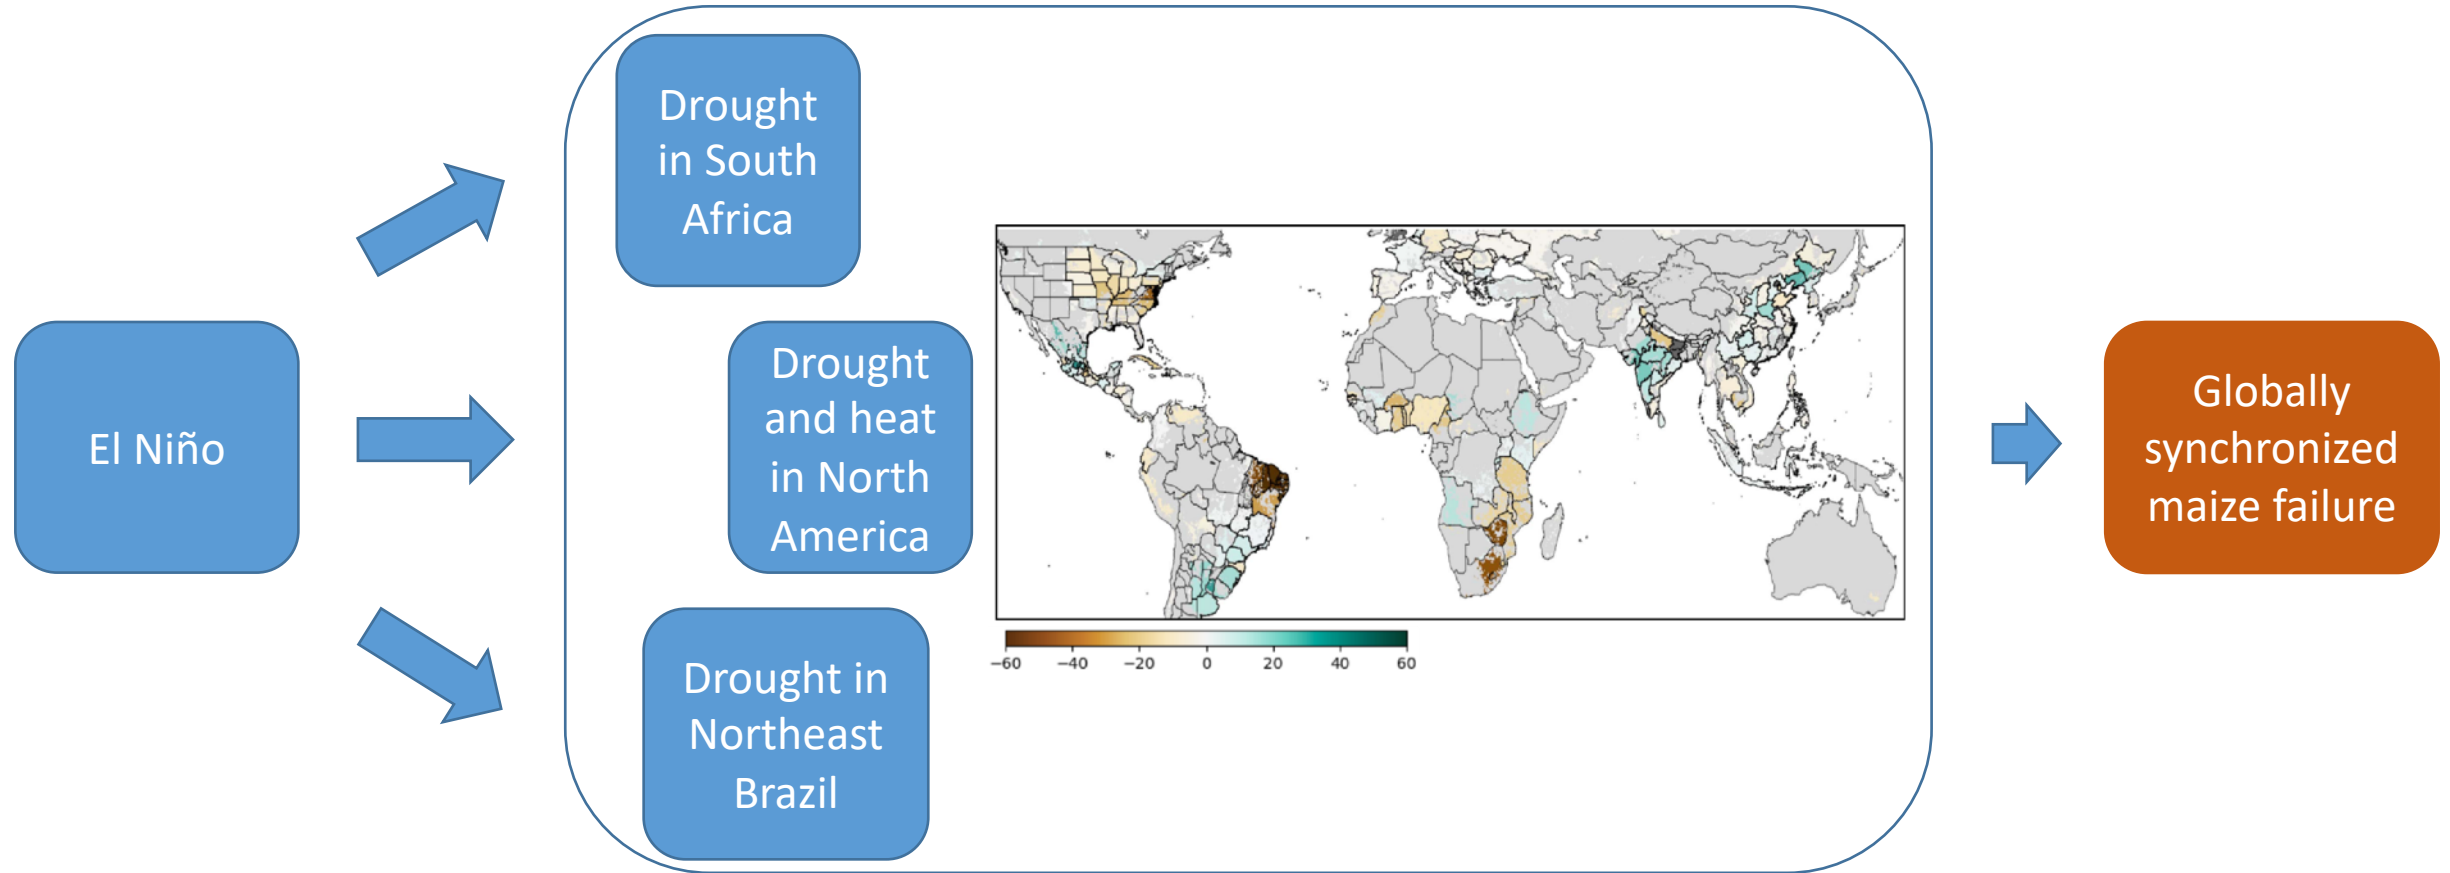 El Niño
Drought
in South
Africa
Drought
and heat
in North
America
Drought in
Northeast
Brazil
−60 −40 −20 0 20 40 60
Globally
synchronized
maize failure